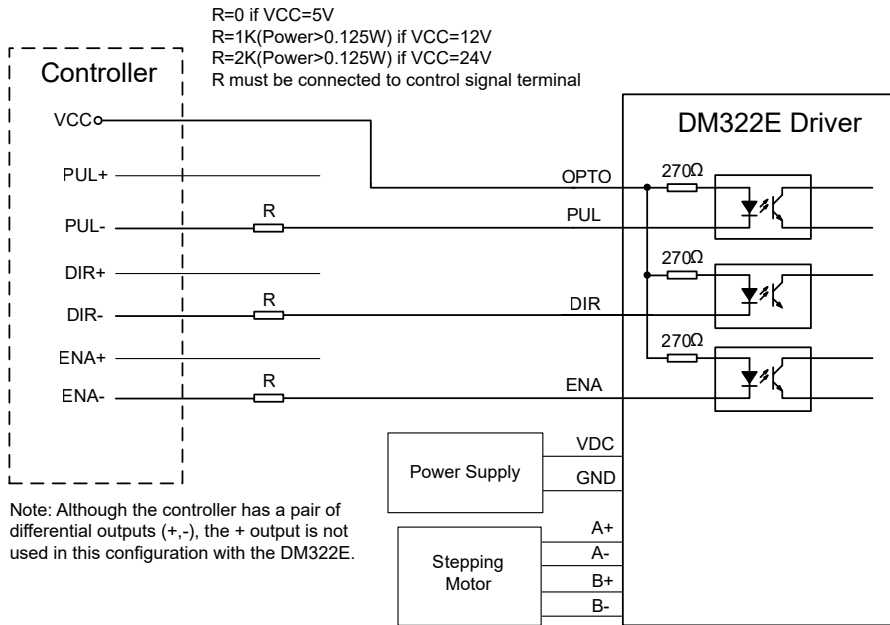 R=0 if VCC=5V
R=1K(Power>0.125W) if VCC=12V
R=2K(Power>0.125W) if VCC=24V
R must be connected to control signal terminal
Controller
VCC
PUL+
PUL-
DIR+
DIR-
ENA+
ENA-
R
R
R
OPTO
PUL
DIR
ENA
DM322E Driver
270Ω
270Ω
270Ω
Power Supply
VDC
GND
Stepping
Motor
A+
A-
B+
B-
Note: Although the controller has a pair of
differential outputs (+,-), the + output is not
used in this configuration with the DM322E.